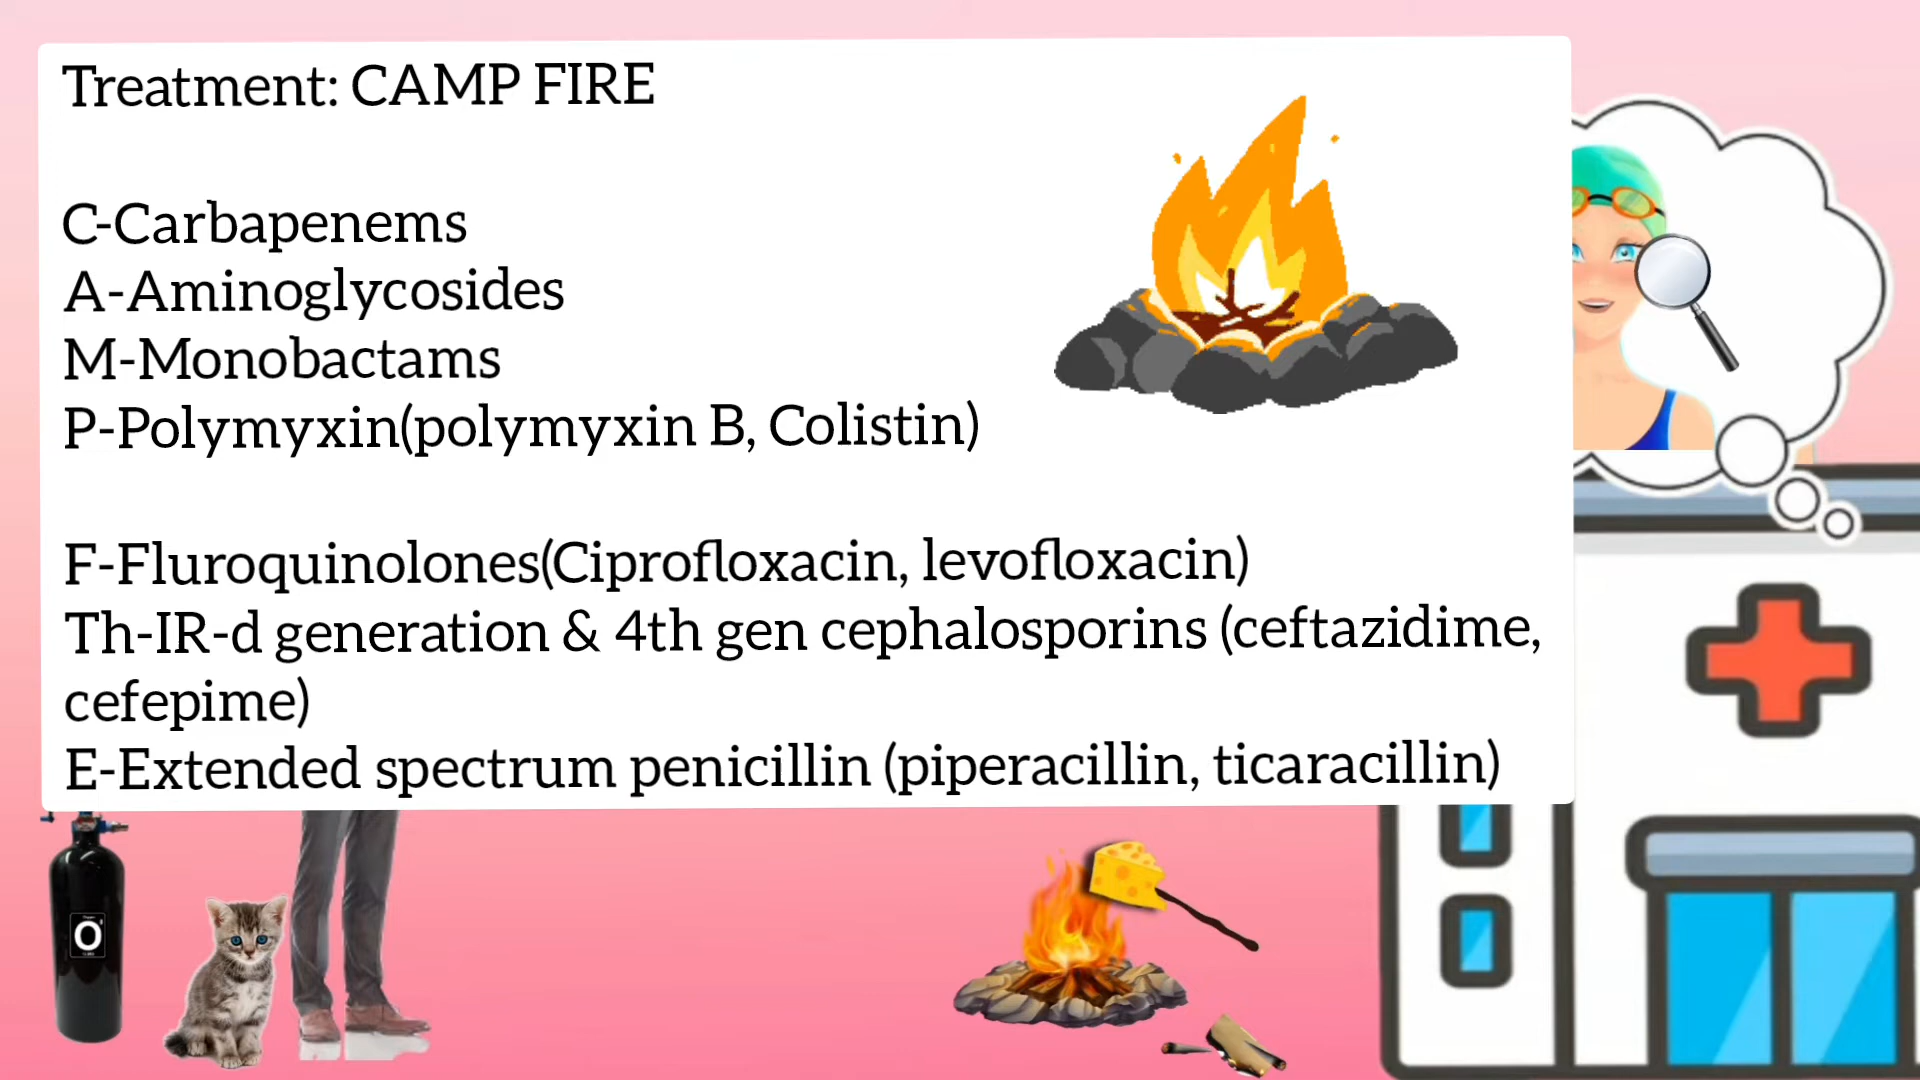 Treatment: CAMP FIRE
C-Carbapenems
A-Aminoglycosides
M-Monobactams
P-Polymyxin(polymyxin B, Colistin)
F-Fluroquinolones(Ciprofloxacin, levofloxacin)
Th-IR-d generation & 4th gen cephalosporins (ceftazidime,
cefepime)
E-Extended spectrum penicillin (piperacillin, ticaracillin)
O